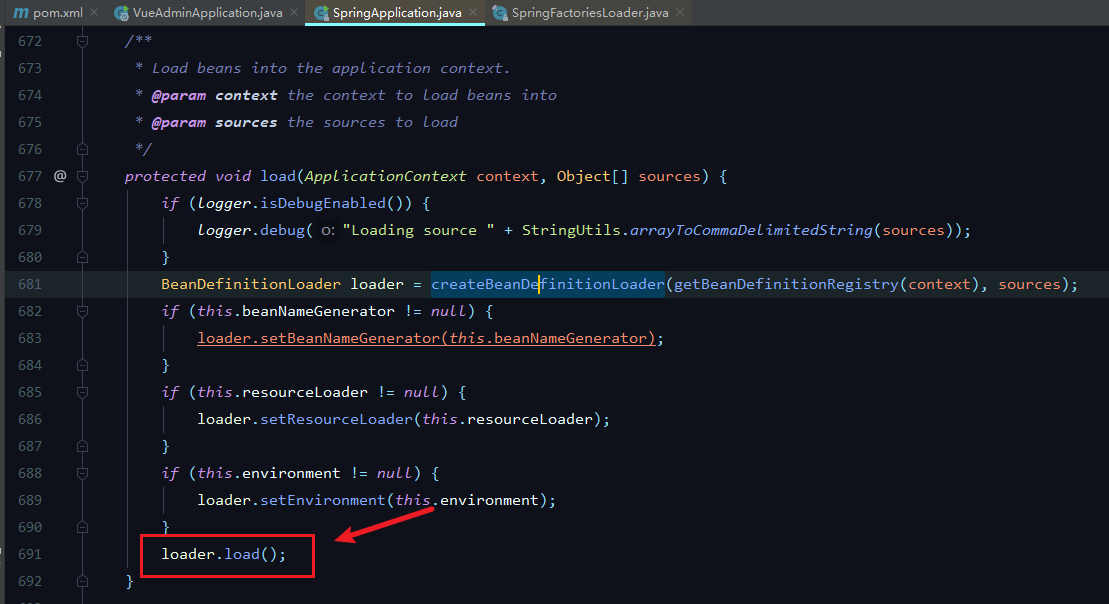 pom.xml VueAdminApplication.java SpringApplication.java SpringFactoriesLoader.java
672 /**
673 * Load beans into the application context.
674 * @param context the context to load beans into
675 * @param sources the sources to load
676 */
677 @ protected void load(ApplicationContext context, Object[] sources) {
678 if (logger.isDebugEnabled()) {
679 logger.debug( o: "Loading source " + StringUtils.arrayToCommaDelimitedString(sources));
680 }
681 BeanDefinitionLoader loader = createBeanDefinitionLoader(getBeanDefinitionRegistry(context), sources);
682 if (this.beanNameGenerator != null) {
683 loader.setBeanNameGenerator(this.beanNameGenerator);
684 }
685 if (this.resourceLoader != null) {
686 loader.setResourceLoader(this.resourceLoader);
687 }
688 if (this.environment != null) {
689 loader.setEnvironment(this.environment);
690 }
691 loader.load();
692 }